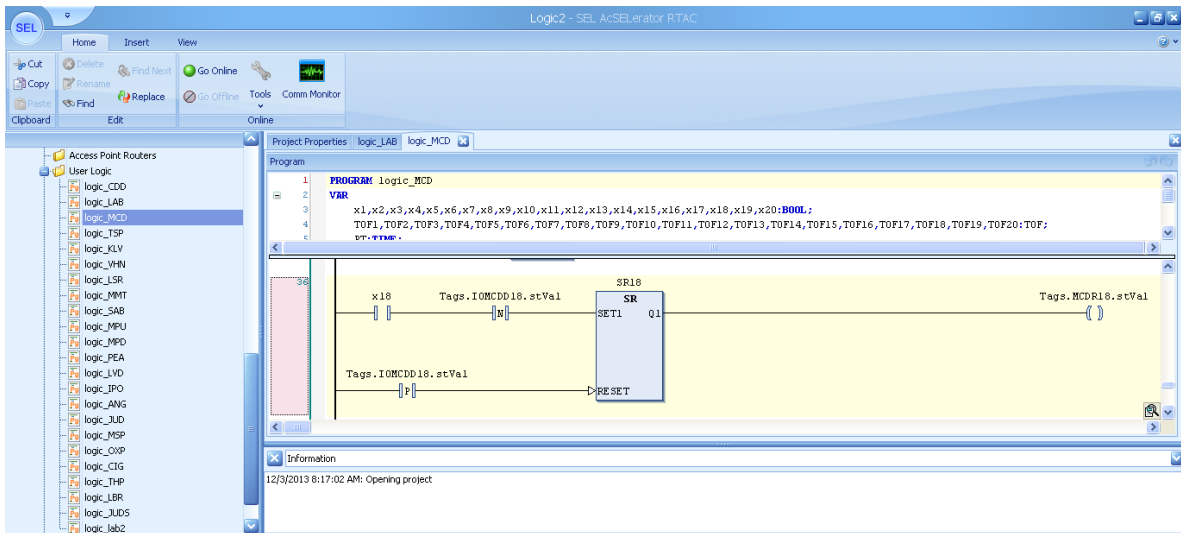 Logic2 - SEL AcSELerator RTAC
SEL
Home Insert View
Cut
Copy
Paste
Clipboard
Delete
Rename
Find
Find Next
Replace
Edit
Go Online
Go Offline
Tools
Comm Monitor
Online
Access Point Routers
User Logic
logic_CDD
logic_LAB
logic_MCD
logic_TSP
logic_KLV
logic_VHN
logic_LSR
logic_MMT
logic_SAB
logic_MPU
logic_MPD
logic_PEA
logic_LVD
logic_IPO
logic_ANG
logic_JUD
logic_MSP
logic_OXP
logic_CIG
logic_THP
logic_LBR
logic_JUDS
logic_lab2
Project Properties logic_LAB logic_MCD
Program
1 PROGRAM logic_MCD
2 VAR
3 x1,x2,x3,x4,x5,x6,x7,x8,x9,x10,x11,x12,x13,x14,x15,x16,x17,x18,x19,x20:BOOL;
4 TOF1,TOF2,TOF3,TOF4,TOF5,TOF6,TOF7,TOF8,TOF9,TOF10,TOF11,TOF12,TOF13,TOF14,TOF15,TOF16,TOF17,TOF18,TOF19,TOF20:TOF;
5 PT:TIME;
36
SR18
x18 Tags.IOMCDD18.stVal SR Tags.MCDR18.stVal
N SET1 Q1
Tags.IOMCDD18.stVal
P RESET
Information
12/3/2013 8:17:02 AM: Opening project